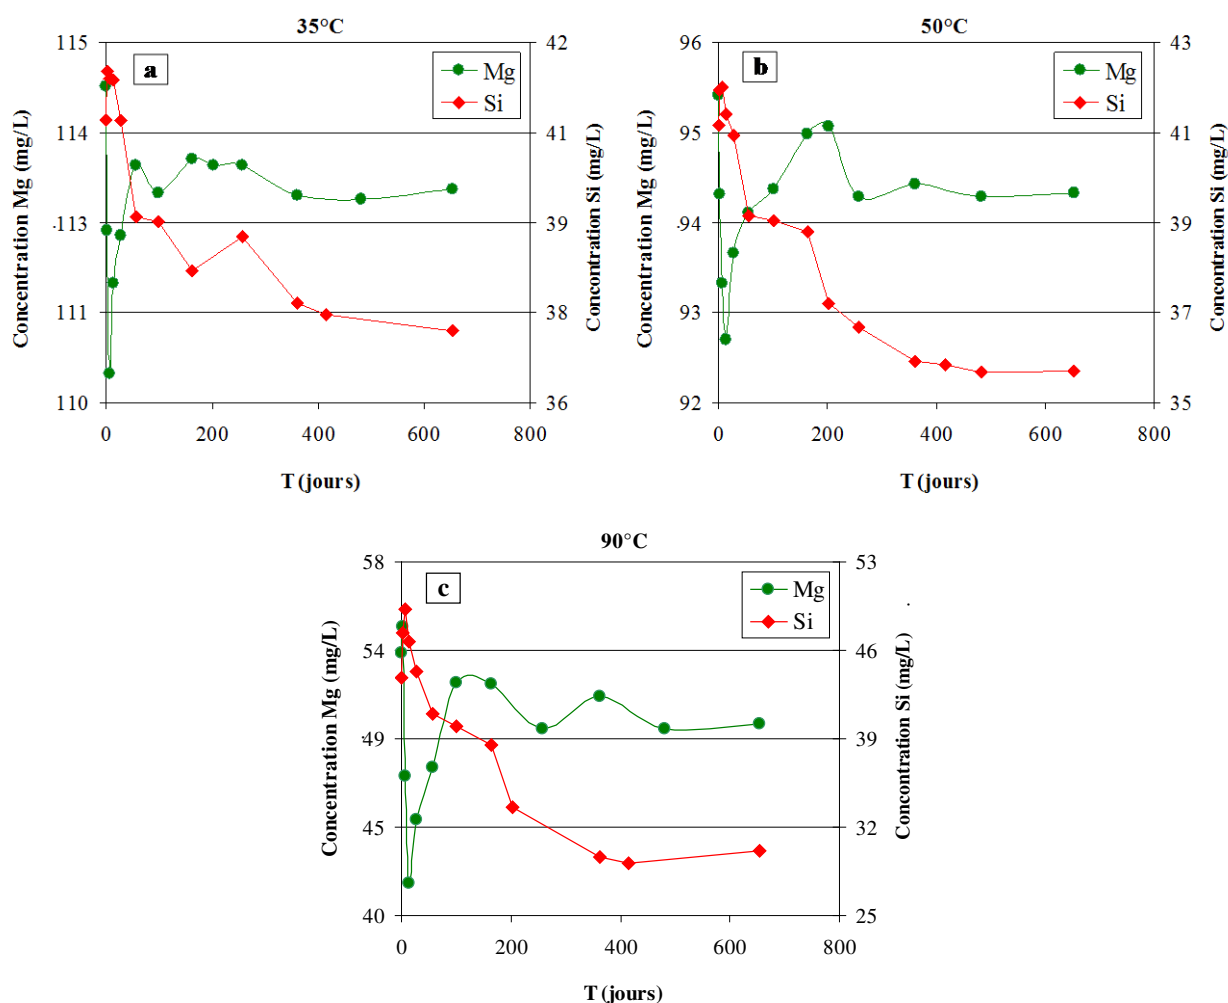 35°C
115
114
113
111
110
42
41
39
38
36
a
Mg
Si
Concentration Mg (mg/L)
Conconration Si (mg/L)
0
200
400
600
800
T (jours)
50°C
96
95
94
93
92
43
41
39
37
35
b
Mg
Si
Concentration Mg (mg/L)
Conconration Si (mg/L)
0
200
400
600
800
T (jours)
90°C
58
54
49
45
40
53
46
39
32
25
c
Mg
Si
Concentration Mg (mg/L)
Conconration Si (mg/L)
0
200
400
600
800
T (jours)